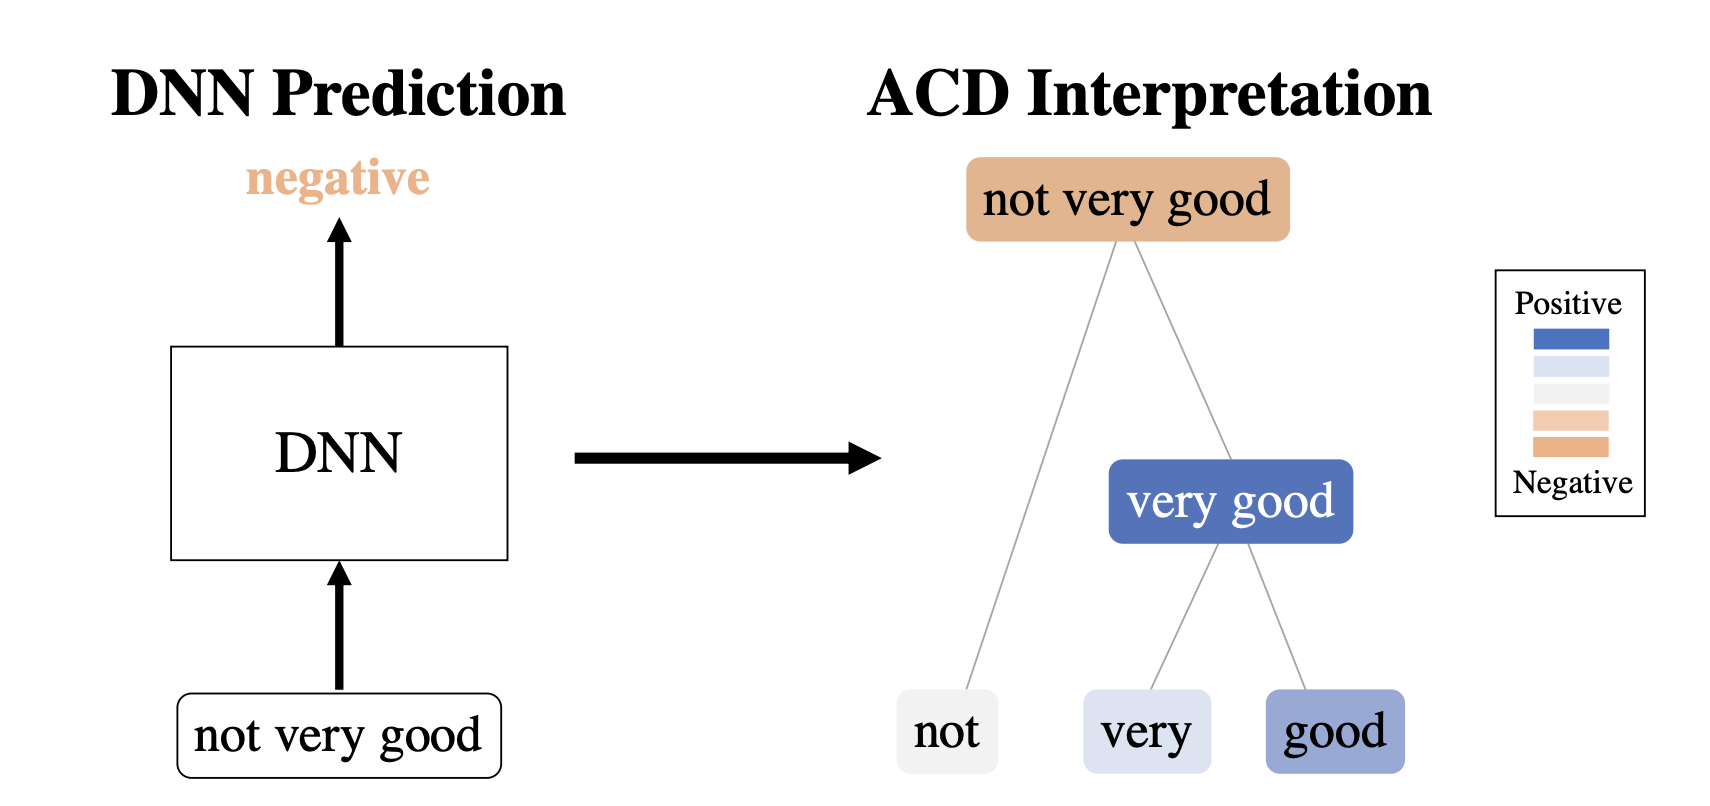 DNN Prediction
negative
DNN
not very good
ACD Interpretation
not very good
very good
not
very
good
Positive
Negative